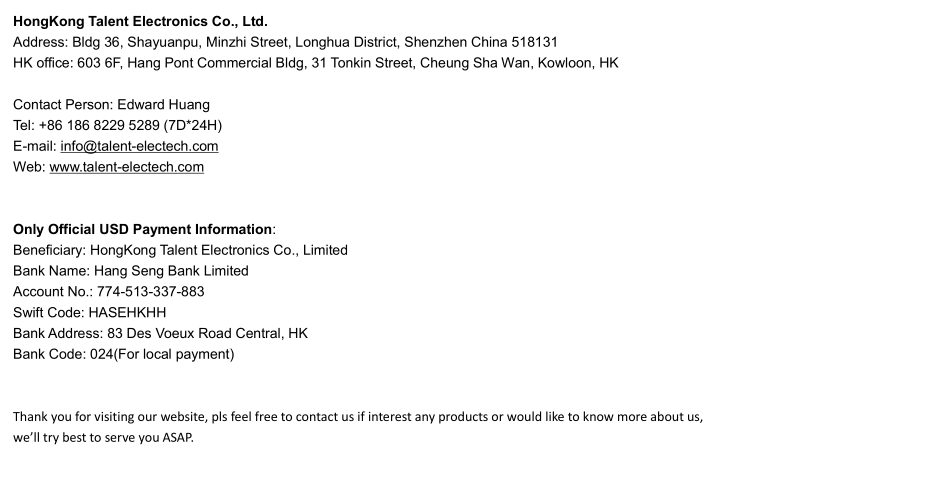 HongKong Talent Electronics Co., Ltd.
Address: Bldg 36, Shayuanpu, Minzhi Street, Longhua District, Shenzhen China 518131
HK office: 603 6F, Hang Pont Commercial Bldg, 31 Tonkin Street, Cheung Sha Wan, Kowloon, HK
Contact Person: Edward Huang
Tel: +86 186 8229 5289 (7D*24H)
E-mail: info@talent-electech.com
Web: www.talent-electech.com
Only Official USD Payment Information:
Beneficiary: HongKong Talent Electronics Co., Limited
Bank Name: Hang Seng Bank Limited
Account No.: 774-513-337-883
Swift Code: HASEHKHH
Bank Address: 83 Des Voeux Road Central, HK
Bank Code: 024(For local payment)
Thank you for visiting our website, pls feel free to contact us if interest any products or would like to know more about us,
we’ll try best to serve you ASAP.